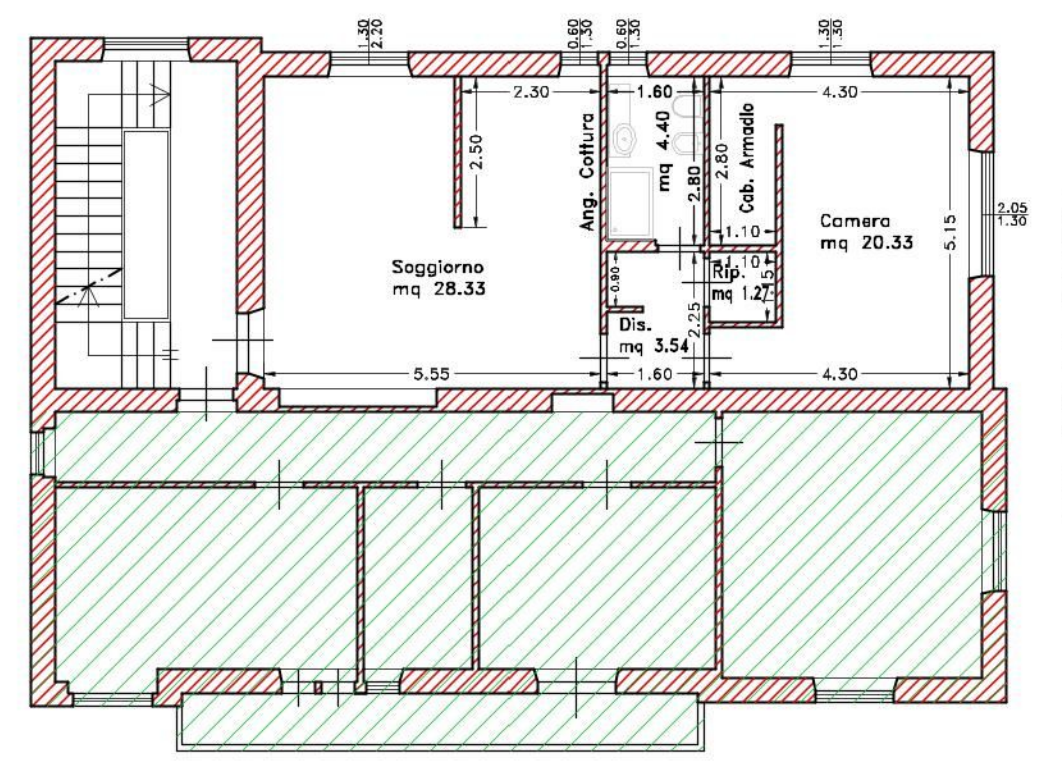 1.30
2.20
0.60
1.30
0.60
1.30
1.30
1.30
2.30
1.60
4.30
2.50
Ang. Cottura
mq 4.40
2.80
2.80
Cab. Armadio
1.10
5.15
2.05
1.30
Camera
mq 20.33
Soggiorno
mq 28.33
0.90
1.10
Rip.
mq 1.27
Dis.
mq 3.54
2.25
5.55
1.60
4.30